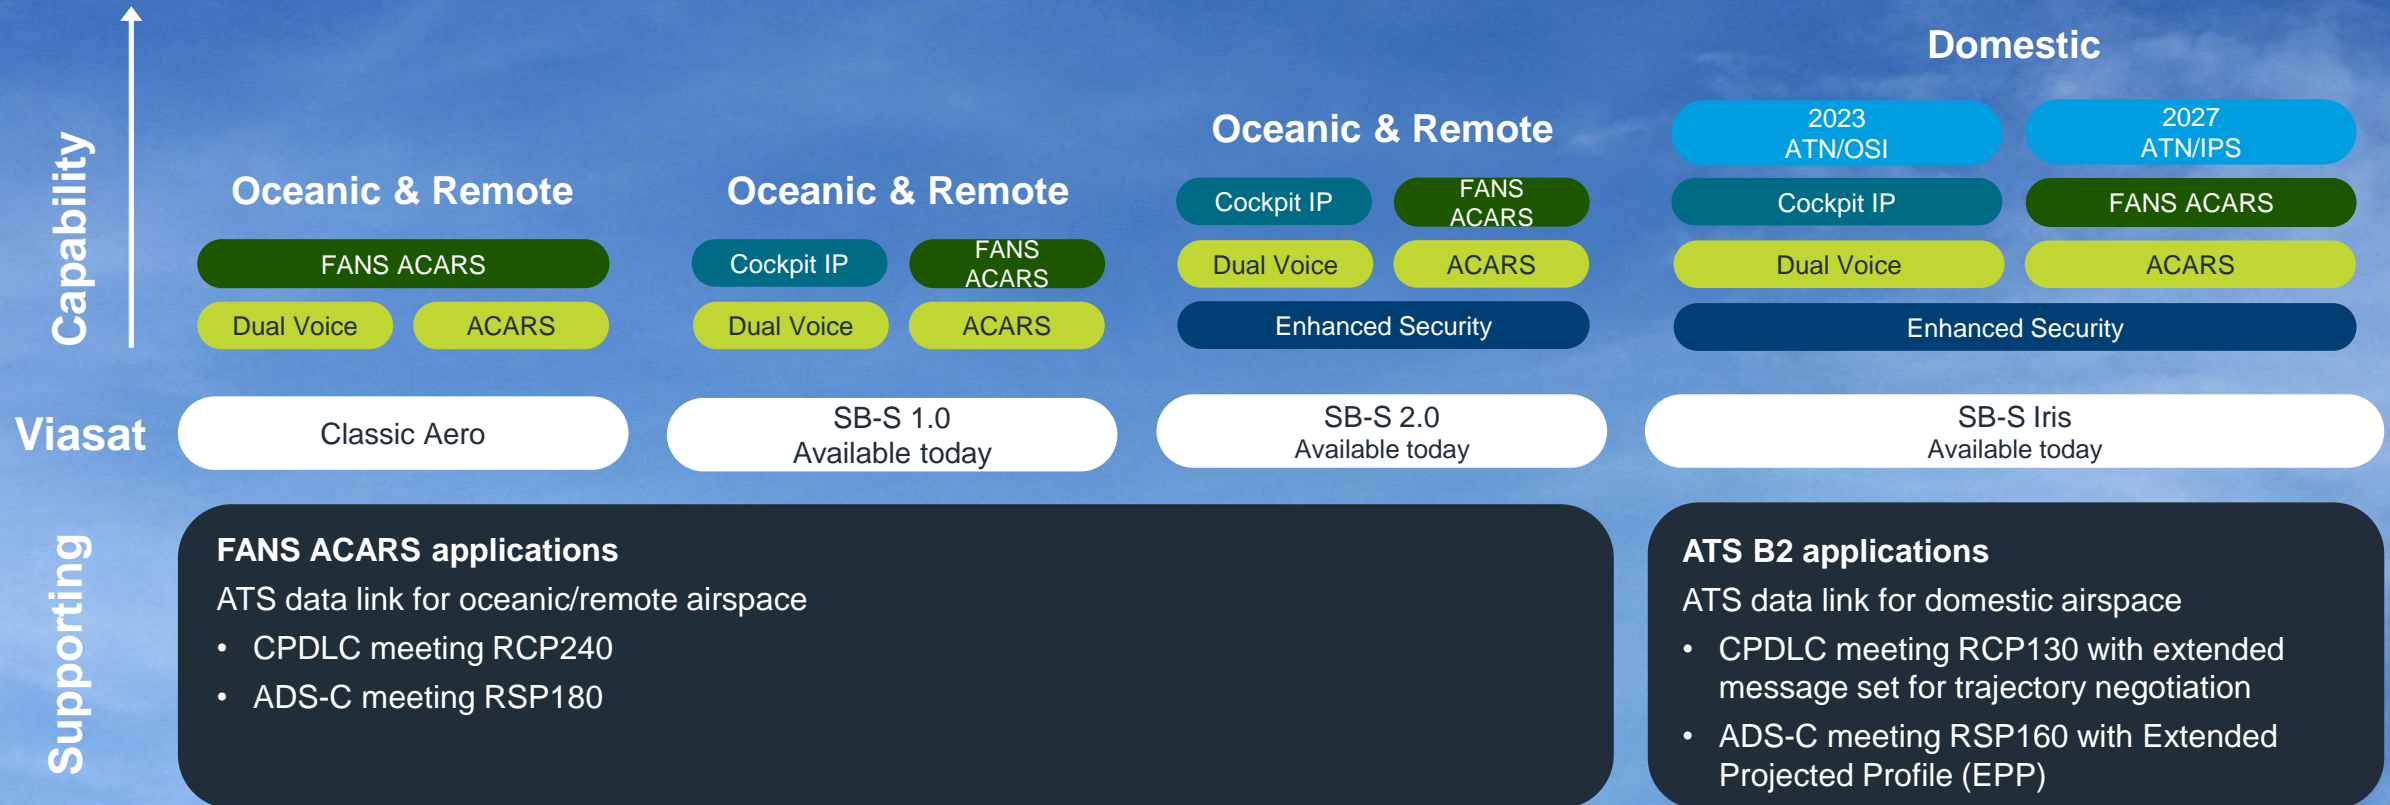 Capability
Oceanic & Remote
FANS ACARS
Dual Voice
ACARS
Oceanic & Remote
Cockpit IP
FANS
ACARS
Dual Voice
ACARS
Oceanic & Remote
Cockpit IP
FANS
ACARS
Dual Voice
ACARS
Enhanced Security
Domestic
2023
ATN/OSI
2027
ATN/IPS
Cockpit IP
FANS ACARS
Dual Voice
ACARS
Enhanced Security
Viasat
Classic Aero
SB-S 1.0
Available today
SB-S 2.0
Available today
SB-S Iris
Available today
Supporting
FANS ACARS applications
ATS data link for oceanic/remote airspace
• CPDLC meeting RCP240
• ADS-C meeting RSP180
ATS B2 applications
ATS data link for domestic airspace
• CPDLC meeting RCP130 with extended
message set for trajectory negotiation
• ADS-C meeting RSP160 with Extended
Projected Profile (EPP)